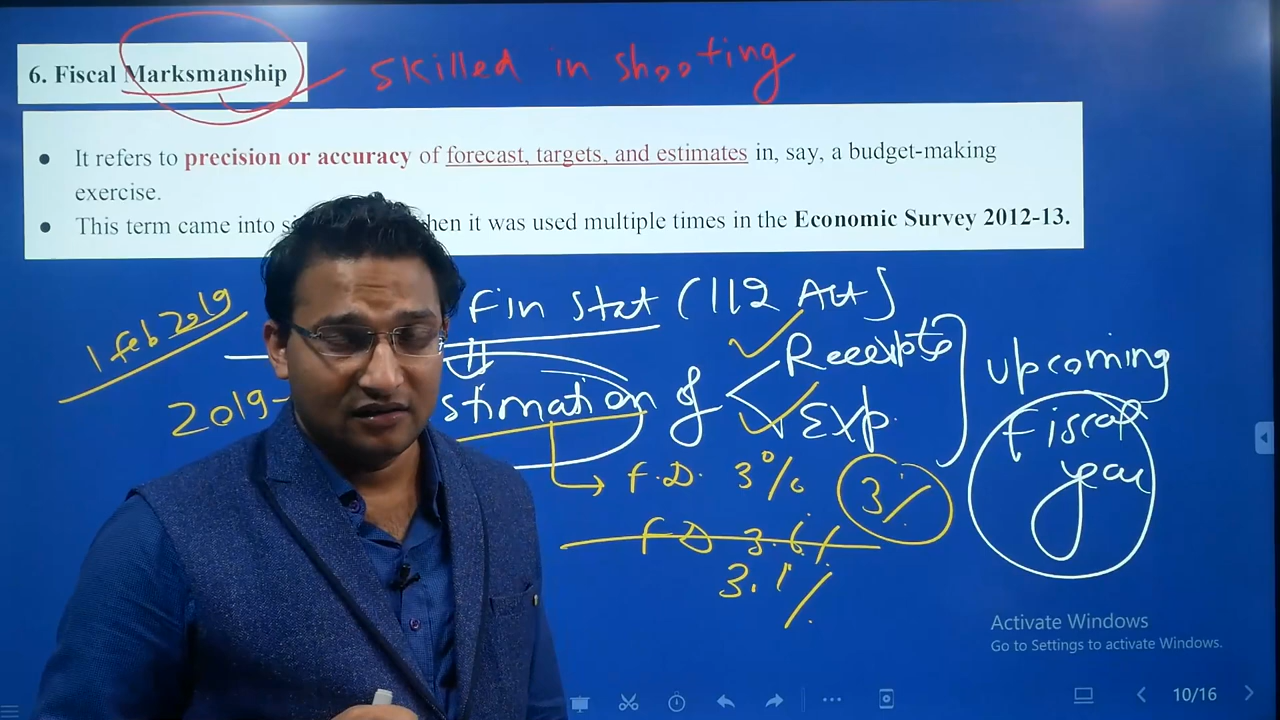 6. Fiscal Marksmanship
skilled in shooting
It refers to precision or accuracy of forecast, targets, and estimates in, say, a budget-making
exercise.
This term came into hen it was used multiple times in the Economic Survey 2012-13.
1 feb 2019
Fin Stat (112 Act)
2019-
stimation of
Receipts
Exp.
upcoming
fiscal
year
F.D. 3%
3%
FD 3.6%
3.1%
Activate Windows
Go to Settings to activate Windows.
10/16